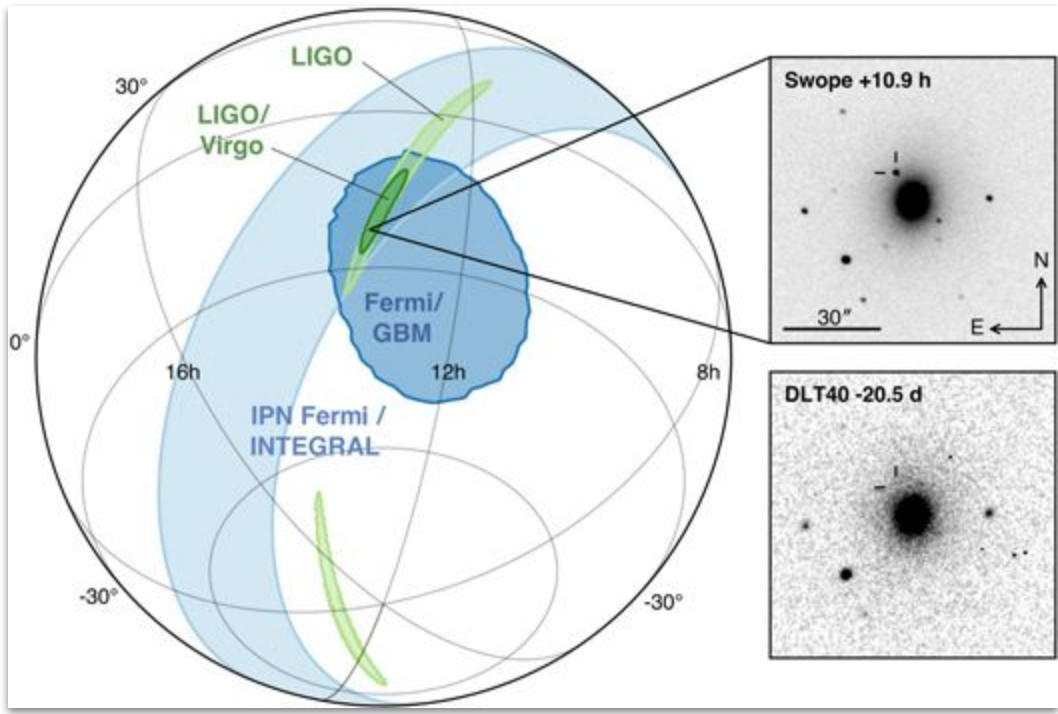 LIGO
30°
LIGO/
Virgo
Swope +10.9 h
N
30″
E
0°
Fermi/
GBM
16h
12h
8h
DLT40 -20.5 d
IPN Fermi /
INTEGRAL
-30°
-30°